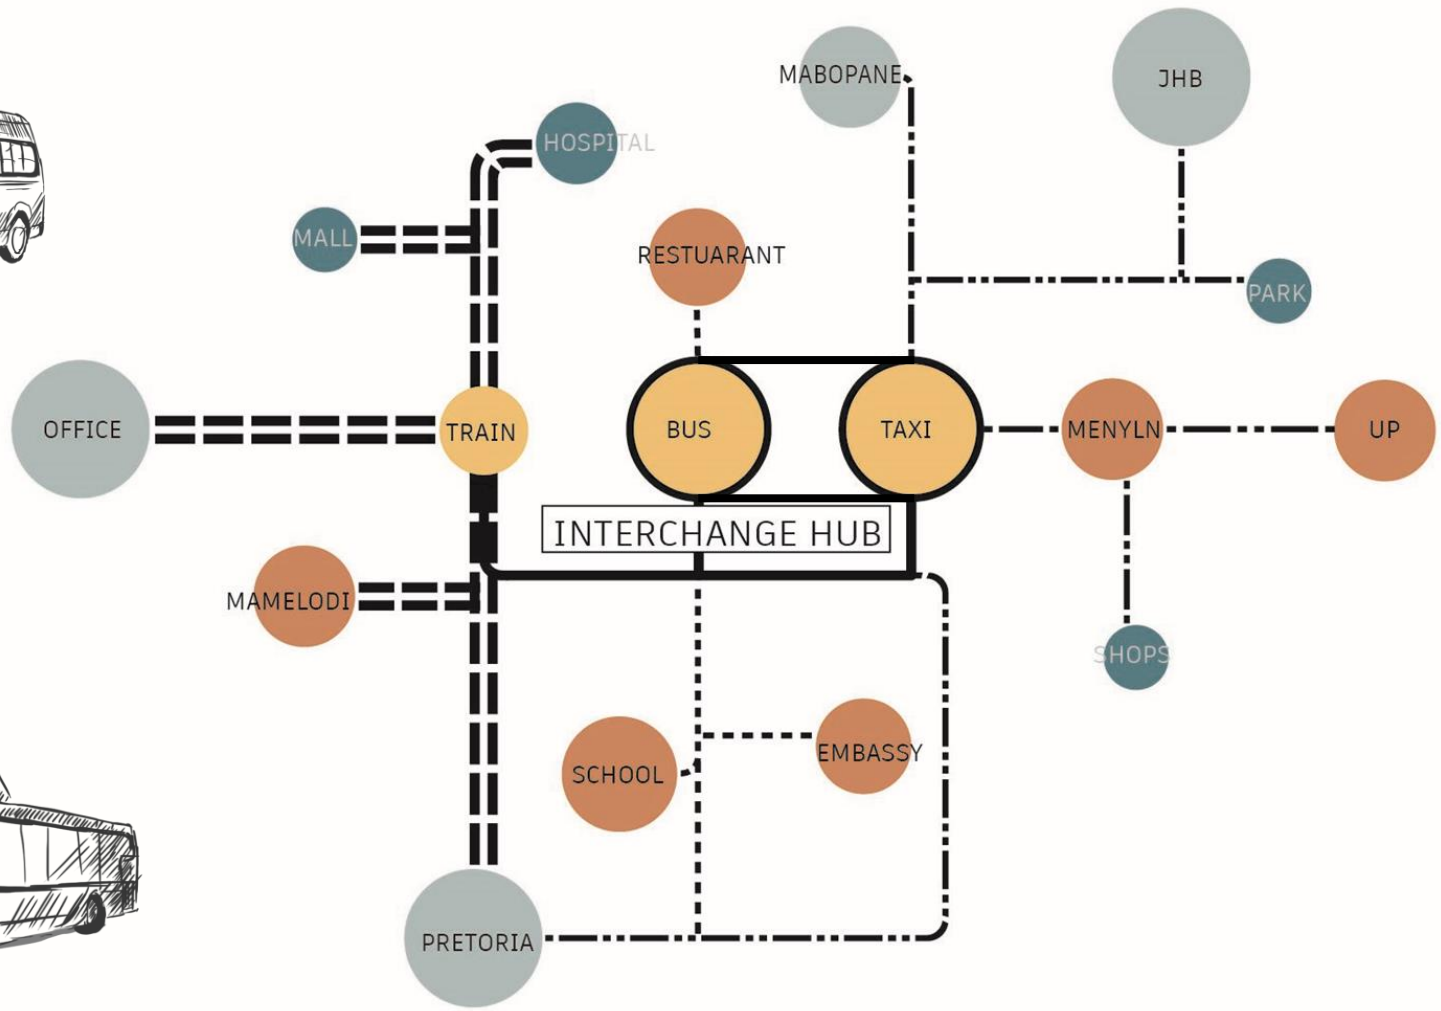 MABOPANE
JHB
HOSPITAL
MALL
RESTUARANT
PARK
OFFICE
TRAIN
BUS
TAXI
MENYLN
UP
INTERCHANGE HUB
MAMELODI
SHOPS
SCHOOL
EMBASSY
PRETORIA